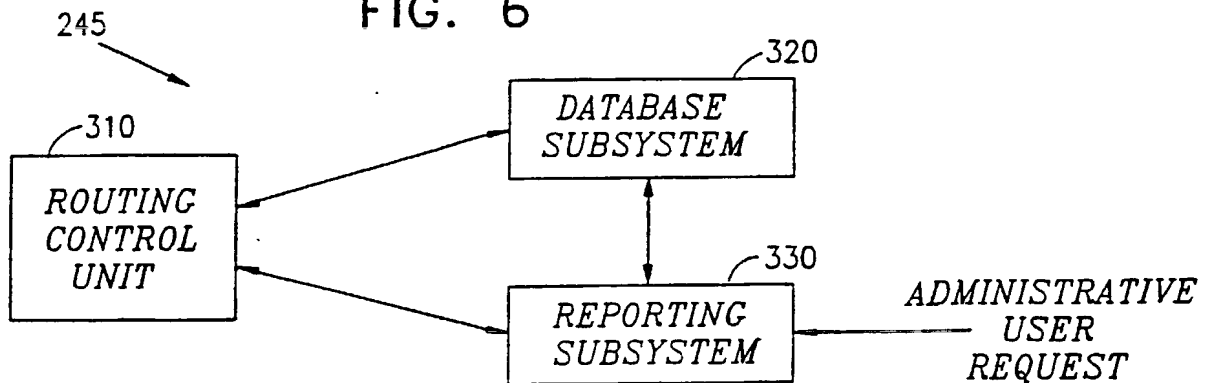 FIG. 6
245
320
DATABASE
SUBSYSTEM
310
ROUTING
CONTROL
UNIT
330
REPORTING
SUBSYSTEM
ADMINISTRATIVE
USER
REQUEST